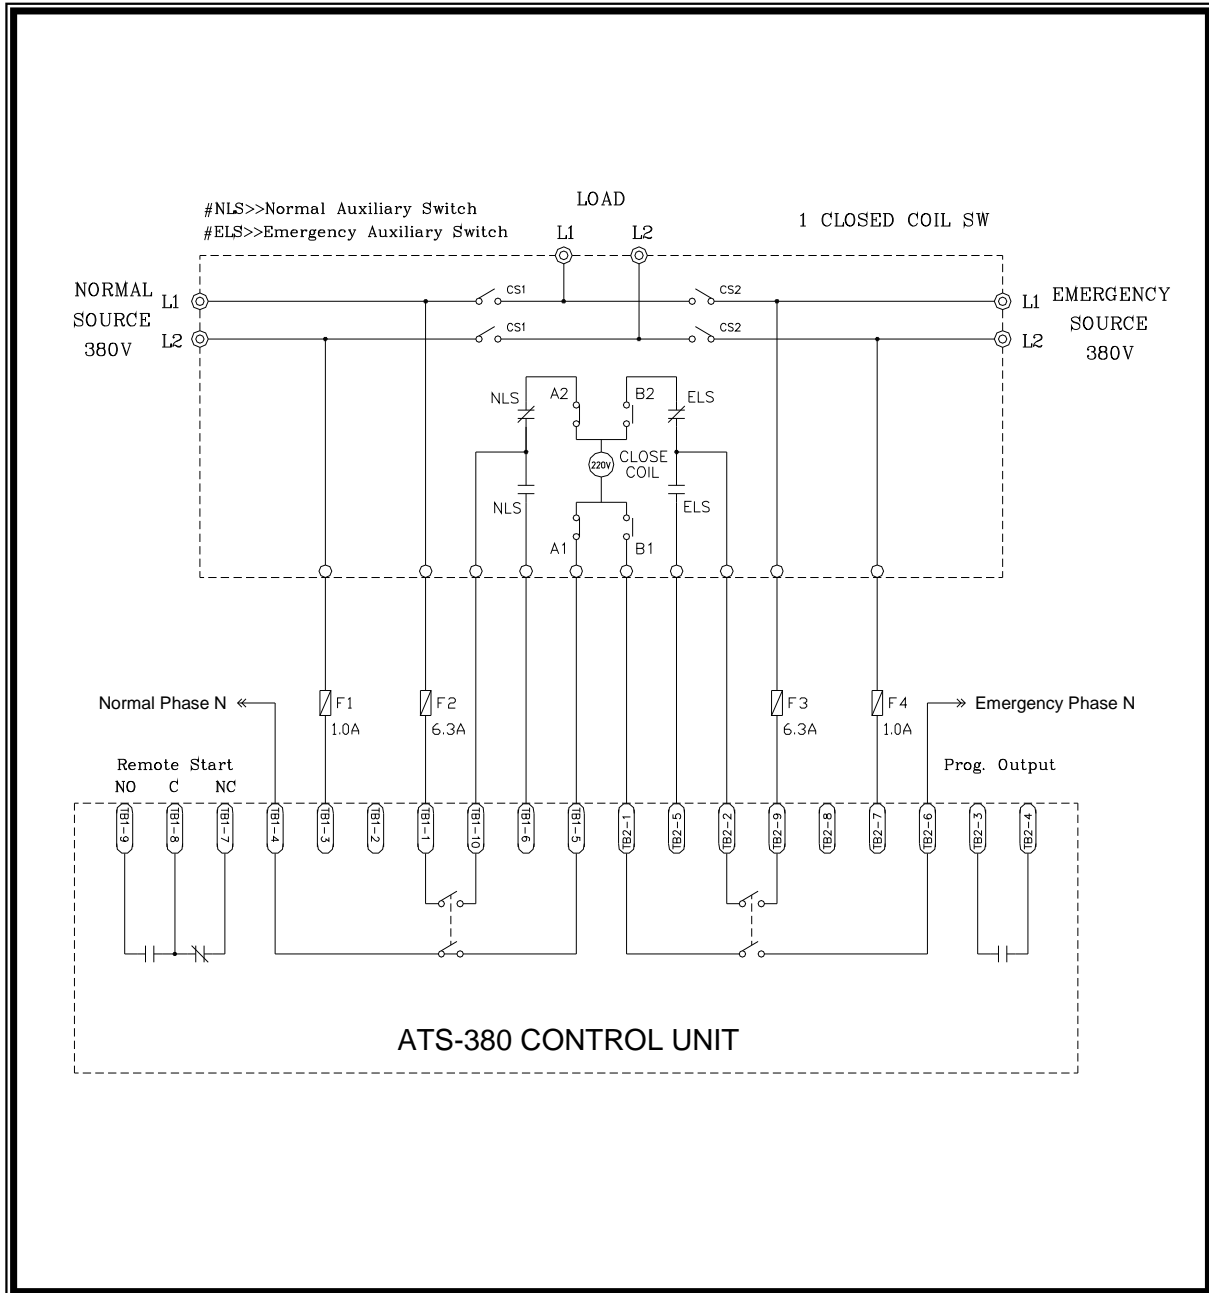 #NLS>>Normal Auxiliary Switch
#ELS>>Emergency Auxiliary Switch
LOAD
L1 L2
1 CLOSED COIL SW
NORMAL
SOURCE
380V
L1
L2
CS1
CS2
CS1
CS2
L1
L2
EMERGENCY
SOURCE
380V
NLS
A2
B2
ELS
220V
CLOSE
COIL
NLS
ELS
A1
B1
Normal Phase N
F1
1.0A
F2
6.3A
F3
6.3A
F4
1.0A
Emergency Phase N
Remote Start
NO C NC
Prog. Output
TB1-9
TB1-8
TB1-7
TB1-4
TB1-3
TB1-2
TB1-1
TB1-10
TB1-6
TB1-5
TB2-1
TB2-5
TB2-2
TB2-9
TB2-8
TB2-7
TB2-6
TB2-3
TB2-4
ATS-380 CONTROL UNIT